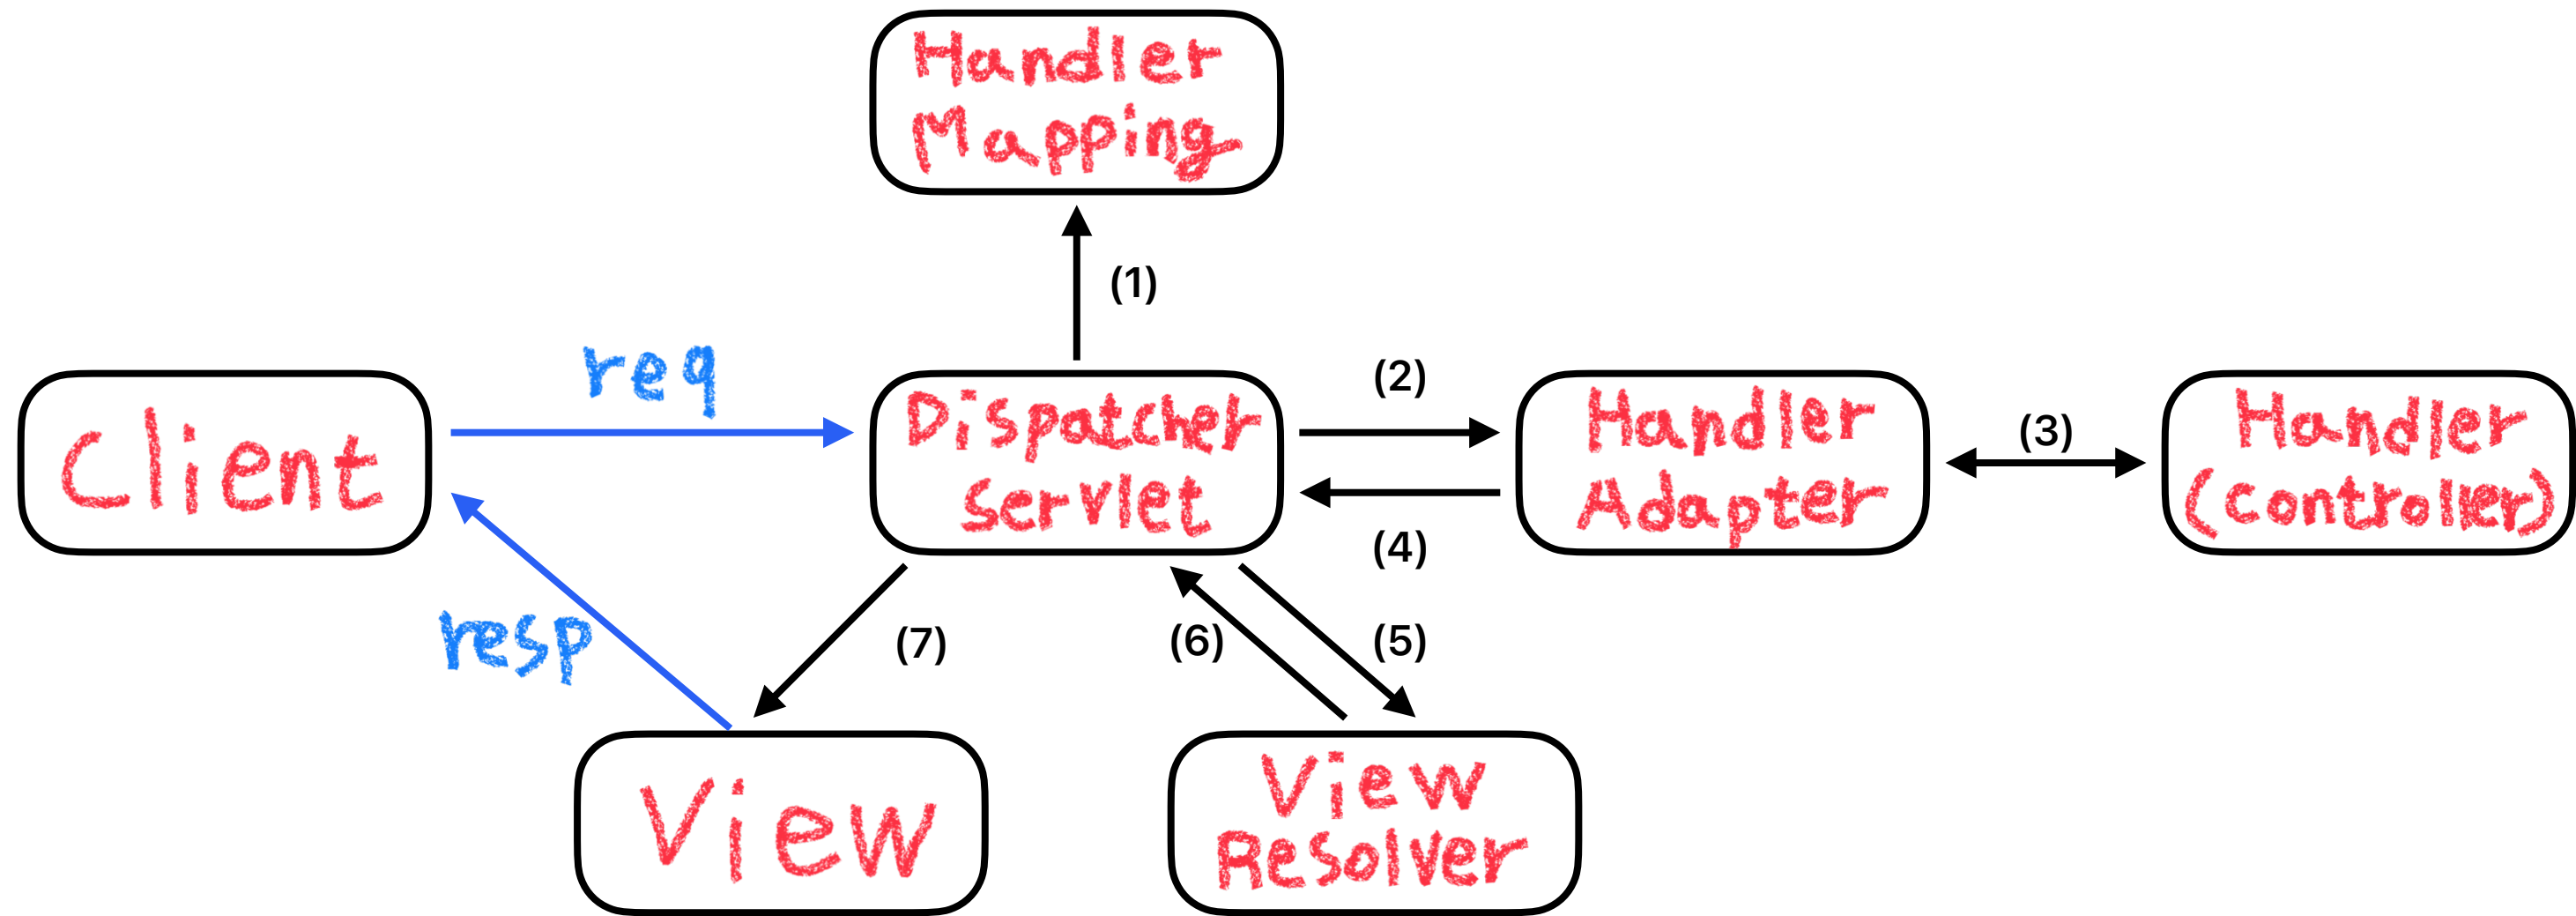 Handler
Mapping
(1)
req
(2)
Client
Dispatcher
Servlet
Handler
Adapter
(3)
Handler
(controller)
(4)
resp
(7)
(6)
(5)
View
View
Resolver